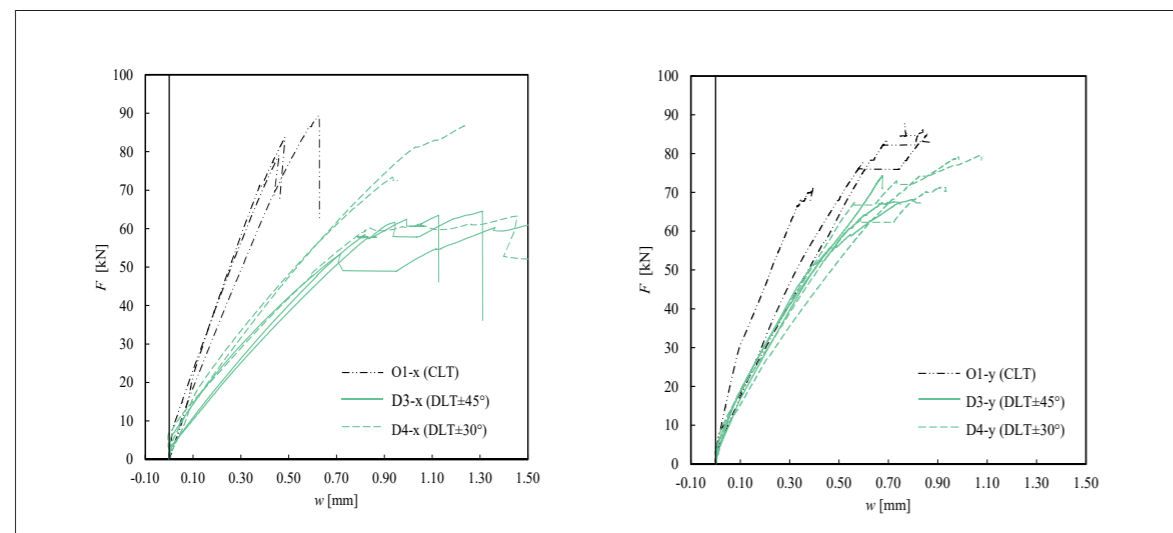 100
90
80
70
60
50
40
30
20
10
0
F [kN]
-0.10 0.10 0.30 0.50 0.70 0.90 1.10 1.30 1.50
w [mm]
O1-x (CLT)
D3-x (DLT±45°)
D4-x (DLT±30°)
100
90
80
70
60
50
40
30
20
10
0
F [kN]
-0.10 0.10 0.30 0.50 0.70 0.90 1.10 1.30 1.50
w [mm]
O1-y (CLT)
D3-y (DLT±45°)
D4-y (DLT±30°)